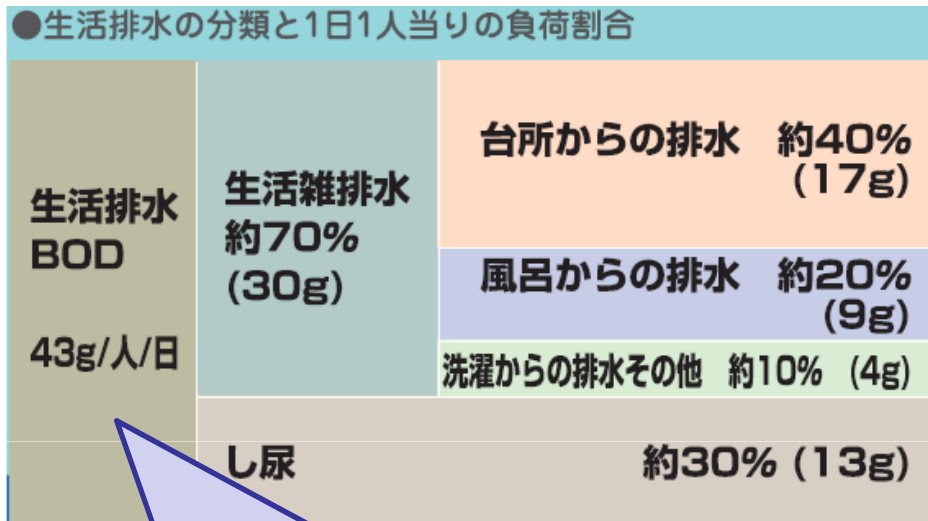 ●生活排水の分類と1日1人当りの負荷割合
生活排水
BOD
43g/人/日
生活雑排水
約70%
(30g)
台所からの排水 約40%
(17g)
風呂からの排水 約20%
(9g)
洗濯からの排水その他 約10% (4g)
し尿 約30% (13g)